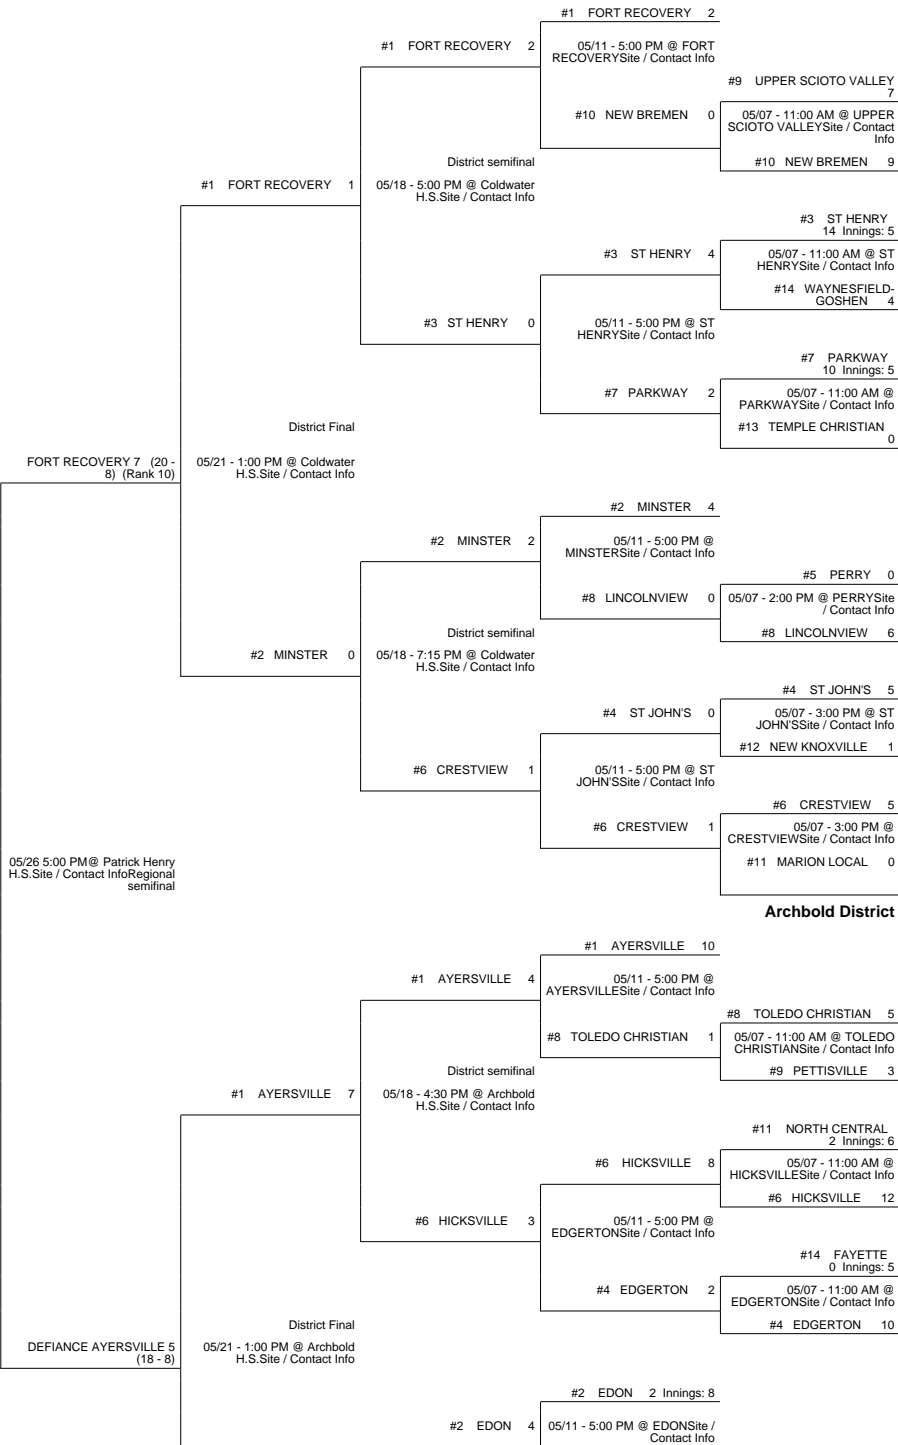 #1 FORT RECOVERY 2
#1 FORT RECOVERY 2
05/11 - 5:00 PM @ FORT
RECOVERYSite / Contact Info
#9 UPPER SCIOTO VALLEY
7
#10 NEW BREMEN 0
05/07 - 11:00 AM @ UPPER
SCIOTO VALLEYSite / Contact
Info
District semifinal
#10 NEW BREMEN 9
#1 FORT RECOVERY 1
05/18 - 5:00 PM @ Coldwater
H.S.Site / Contact Info
#3 ST HENRY
14 Innings: 5
#3 ST HENRY 4
05/07 - 11:00 AM @ ST
HENRYSite / Contact Info
#14 WAYNESFIELD-
GOSHEN 4
#3 ST HENRY 0
05/11 - 5:00 PM @ ST
HENRYSite / Contact Info
#7 PARKWAY
10 Innings: 5
#7 PARKWAY 2
05/07 - 11:00 AM @
PARKWAYSite / Contact Info
District Final
#13 TEMPLE CHRISTIAN
0
FORT RECOVERY 7 (20 -
8) (Rank 10)
05/21 - 1:00 PM @ Coldwater
H.S.Site / Contact Info
#2 MINSTER 4
#2 MINSTER 2
05/11 - 5:00 PM @
MINSTERSite / Contact Info
#5 PERRY 0
#8 LINCOLNVIEW 0
05/07 - 2:00 PM @ PERRYSite
/ Contact Info
District semifinal
#8 LINCOLNVIEW 6
#2 MINSTER 0
05/18 - 7:15 PM @ Coldwater
H.S.Site / Contact Info
#4 ST JOHN'S 5
#4 ST JOHN'S 0
05/07 - 3:00 PM @ ST
JOHN'SSite / Contact Info
#12 NEW KNOXVILLE 1
#6 CRESTVIEW 1
05/11 - 5:00 PM @ ST
JOHN'SSite / Contact Info
#6 CRESTVIEW 5
#6 CRESTVIEW 1
05/07 - 3:00 PM @
CRESTVIEWSite / Contact Info
#11 MARION LOCAL 0
05/26 5:00 PM@ Patrick Henry
H.S.Site / Contact InfoRegional
semifinal
Archbold District
#1 AYERSVILLE 10
#1 AYERSVILLE 4
05/11 - 5:00 PM @
AYERSVILLESite / Contact Info
#8 TOLEDO CHRISTIAN 5
#8 TOLEDO CHRISTIAN 1
05/07 - 11:00 AM @ TOLEDO
CHRISTIANSite / Contact Info
District semifinal
#9 PETTISVILLE 3
#1 AYERSVILLE 7
05/18 - 4:30 PM @ Archbold
H.S.Site / Contact Info
#11 NORTH CENTRAL
2 Innings: 6
#6 HICKSVILLE 8
05/07 - 11:00 AM @
HICKSVILLESite / Contact Info
#6 HICKSVILLE 12
#6 HICKSVILLE 3
05/11 - 5:00 PM @
EDGERTONSite / Contact Info
#14 FAYETTE
0 Innings: 5
#4 EDGERTON 2
05/07 - 11:00 AM @
EDGERTONSite / Contact Info
District Final
#4 EDGERTON 10
DEFIANCE AYERSVILLE 5
(18 - 8)
05/21 - 1:00 PM @ Archbold
H.S.Site / Contact Info
#2 EDON 2 Innings: 8
#2 EDON 4
05/11 - 5:00 PM @ EDONSite /
Contact Info